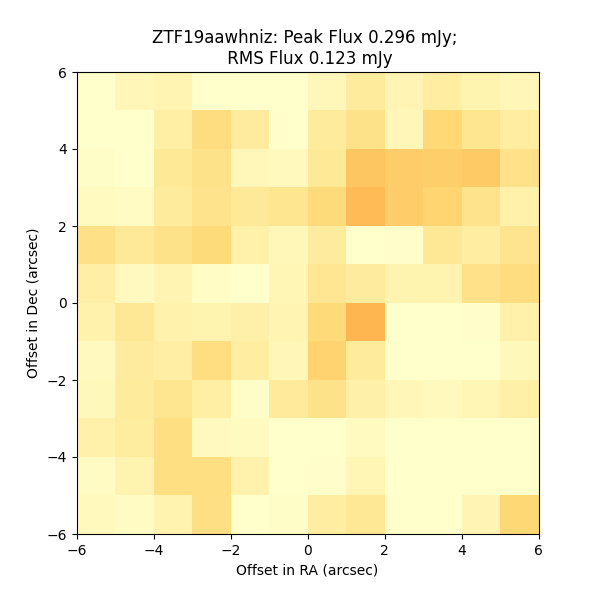 ZTF19aawhniz: Peak Flux 0.296 mJy;
RMS Flux 0.123 mJy
6
4
2
0
−2
−4
−6
Offset in Dec (arcsec)
−6 −4 −2 0 2 4 6
Offset in RA (arcsec)